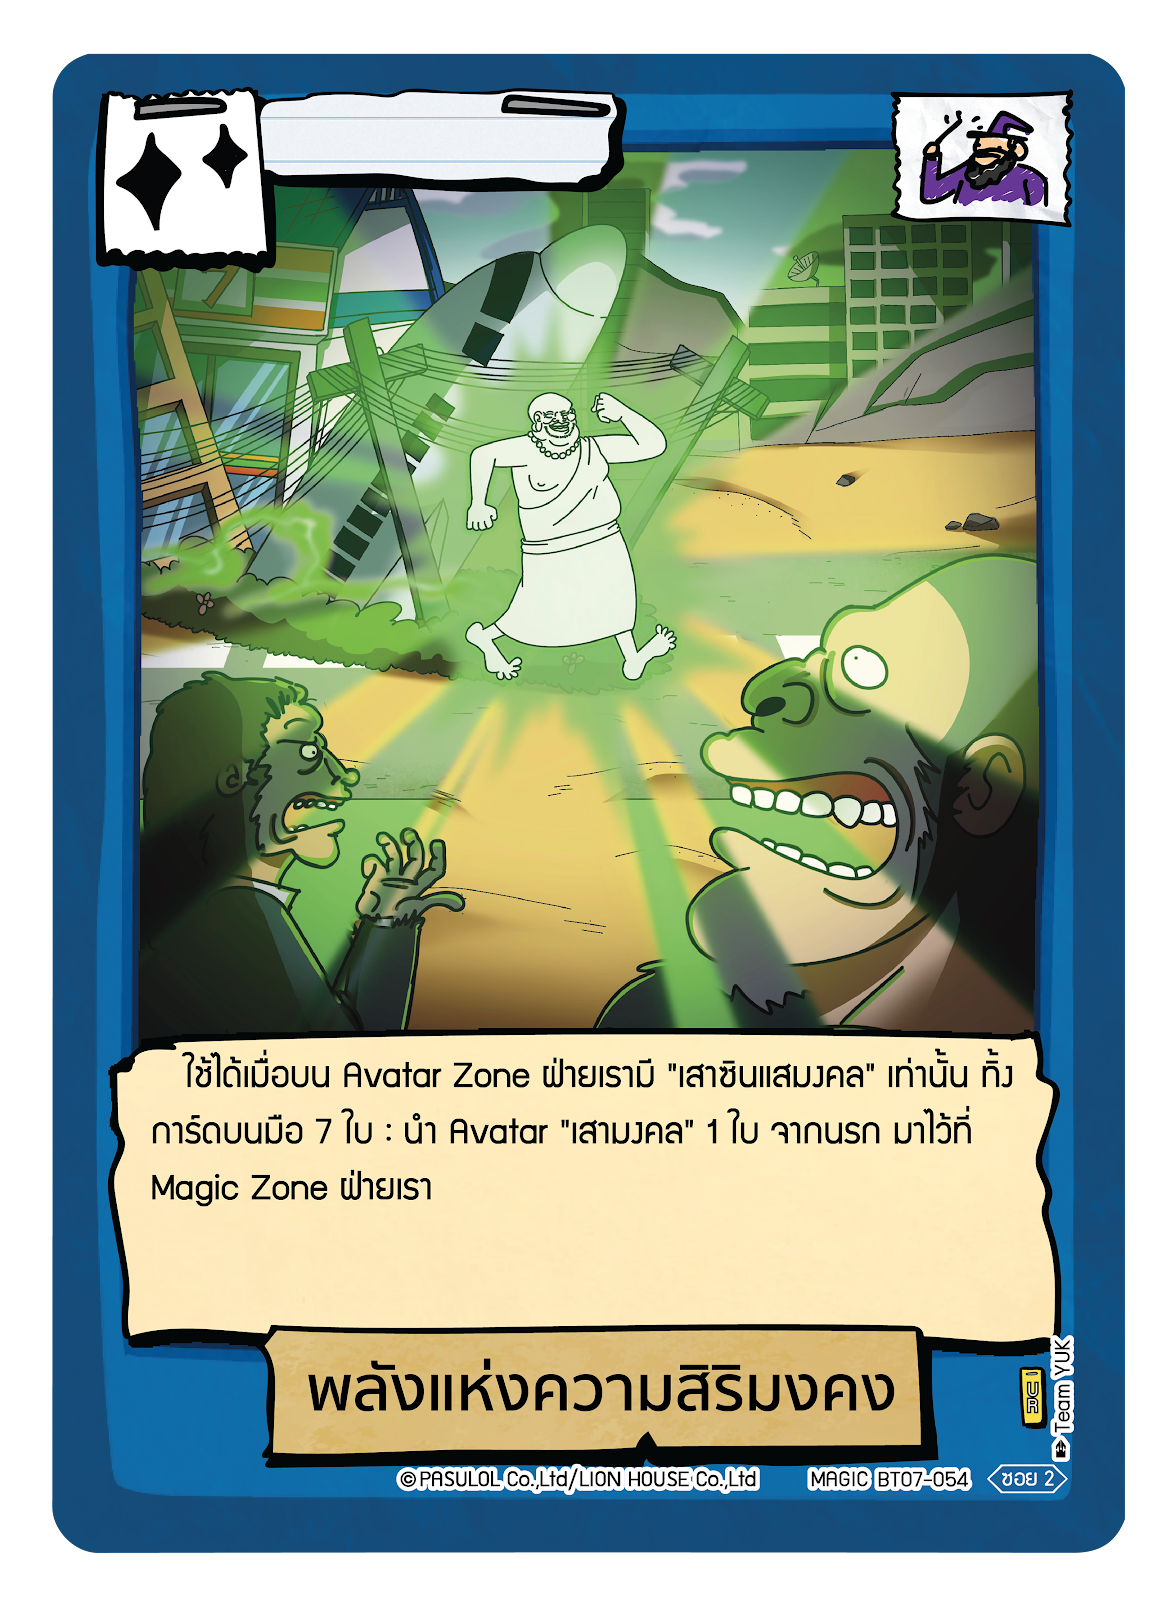 ใช้ได้เมื่อบน Avatar Zone ฝ่ายเรามี "เสาซินแสมงคล" เท่านั้น ทิ้ง
การ์ดบนมือ 7 ใบ : นำ Avatar "เสามงคล" 1 ใบ จากนรก มาไว้ที่
Magic Zone ฝ่ายเรา
พลังแห่งความสิริมงคง
UR
Team YUK
© PASULOL Co.,Ltd/LION HOUSE Co.,Ltd MAGIC BT07-054 ซอย 2